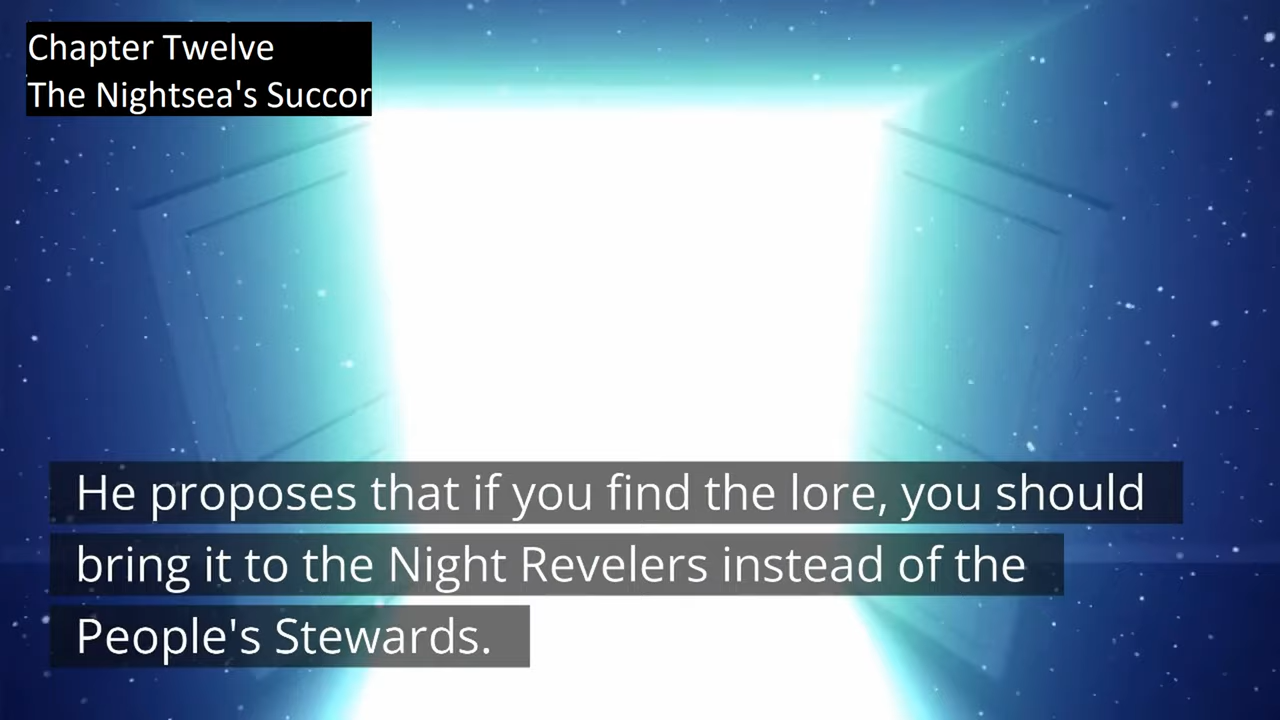 Chapter Twelve
The Nightsea's Succor
He proposes that if you find the lore, you should
bring it to the Night Revelers instead of the
People's Stewards.